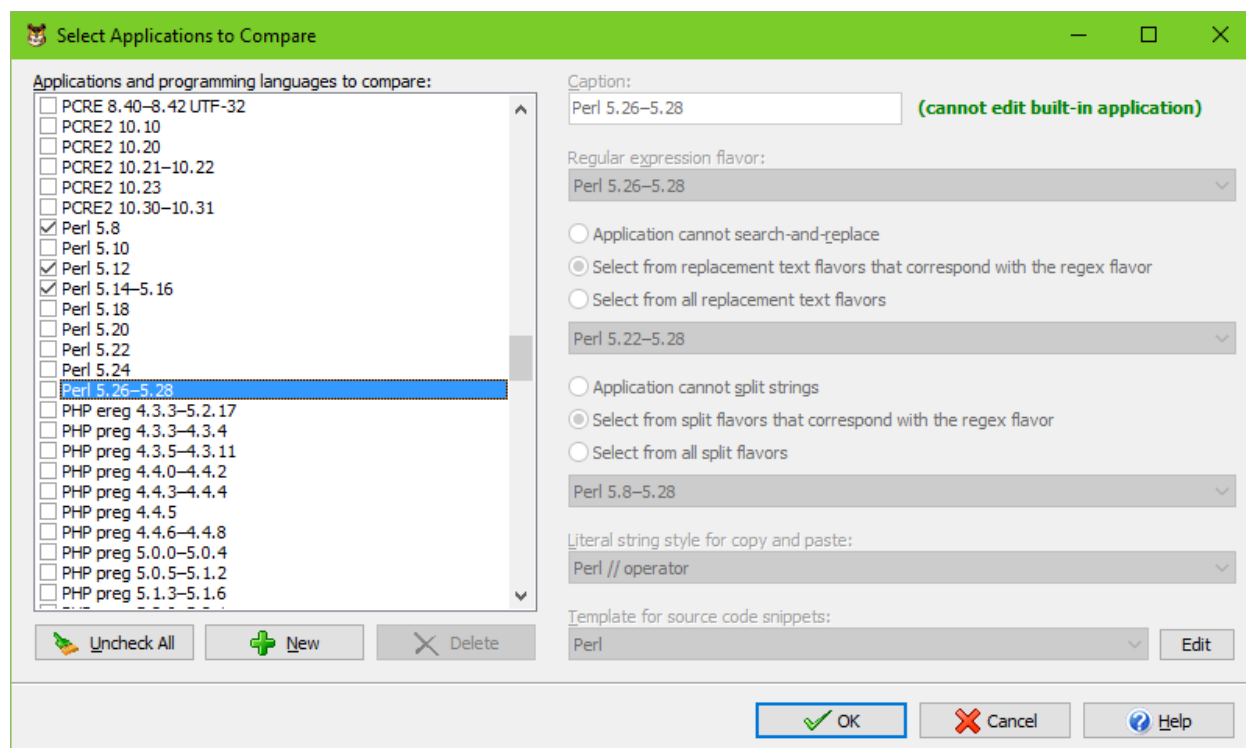 Select Applications to Compare
Applications and programming languages to compare:
PCRE 8.40–8.42 UTF-32
PCRE2 10.10
PCRE2 10.20
PCRE2 10.21–10.22
PCRE2 10.23
PCRE2 10.30–10.31
Perl 5.8
Perl 5.10
Perl 5.12
Perl 5.14–5.16
Perl 5.18
Perl 5.20
Perl 5.22
Perl 5.24
Perl 5.26–5.28
PHP ereg 4.3.3–5.2.17
PHP preg 4.3.3–4.3.4
PHP preg 4.3.5–4.3.11
PHP preg 4.4.0–4.4.2
PHP preg 4.4.3–4.4.4
PHP preg 4.4.5
PHP preg 4.4.6–4.4.8
PHP preg 5.0.0–5.0.4
PHP preg 5.0.5–5.1.2
PHP preg 5.1.3–5.1.6
Uncheck All
New
Delete
Caption:
Perl 5.26–5.28
(cannot edit built-in application)
Regular expression flavor:
Perl 5.26–5.28
Application cannot search-and-replace
Select from replacement text flavors that correspond with the regex flavor
Select from all replacement text flavors
Perl 5.22–5.28
Application cannot split strings
Select from split flavors that correspond with the regex flavor
Select from all split flavors
Perl 5.8–5.28
Literal string style for copy and paste:
Perl // operator
Template for source code snippets:
Perl
Edit
OK
Cancel
Help